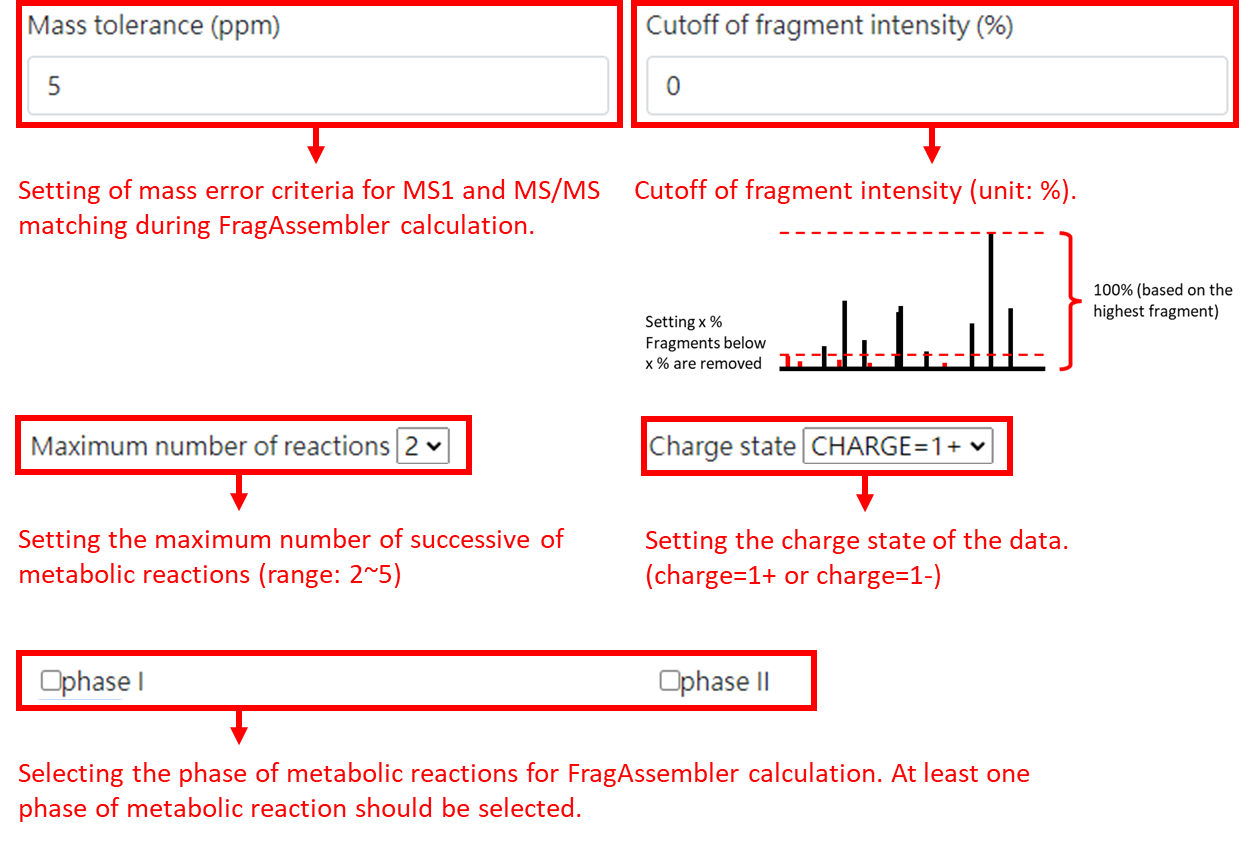 Mass tolerance (ppm)
5
Cutoff of fragment intensity (%)
0
Setting of mass error criteria for MS1 and MS/MS
matching during FragAssembler calculation.
Cutoff of fragment intensity (unit: %).
Setting x %
Fragments below
x % are removed
100% (based on the
highest fragment)
Maximum number of reactions 2
Charge state CHARGE=1+
Setting the maximum number of successive of
metabolic reactions (range: 2~5)
Setting the charge state of the data.
(charge=1+ or charge=1-)
phase I
phase II
Selecting the phase of metabolic reactions for FragAssembler calculation. At least one
phase of metabolic reaction should be selected.